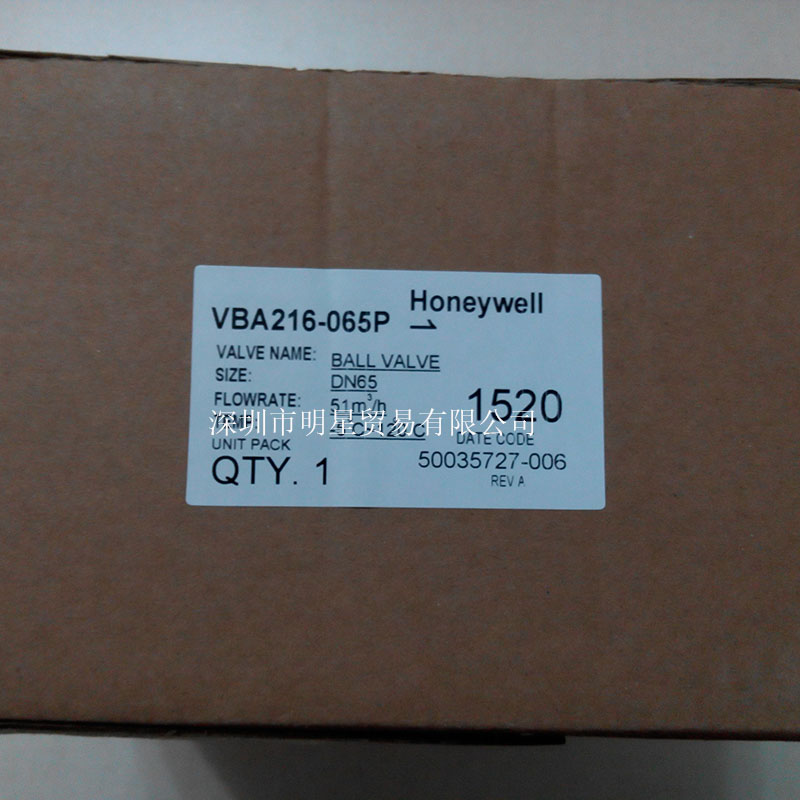 Honeywell
VBA216-065P
VALVE NAME: BALL VALVE
SIZE: DN65
FLOWRATE: 51m³/h
1520
深圳市明星贸易有限公司
DATE CODE
UNIT PACK
QTY. 1
50035727-006
REV A